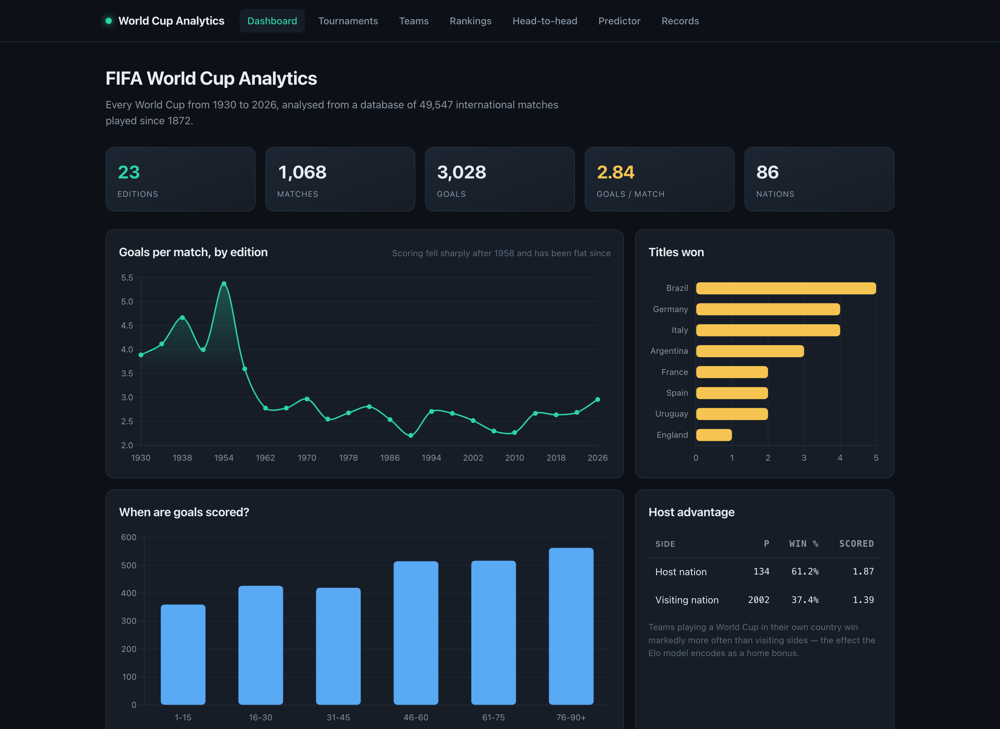 World Cup Analytics Dashboard Tournaments Teams Rankings Head-to-head Predictor Records
FIFA World Cup Analytics
Every World Cup from 1930 to 2026, analysed from a database of 49,547 international matches
played since 1872.
23
EDITIONS
1,068
MATCHES
3,028
GOALS
2.84
GOALS / MATCH
86
NATIONS
Goals per match, by edition
Scoring fell sharply after 1958 and has been flat since
5.5
5.0
4.5
4.0
3.5
3.0
2.5
2.0
1930 1938 1954 1962 1970 1978 1986 1994 2002 2010 2018 2026
Titles won
Brazil
Germany
Italy
Argentina
France
Spain
Uruguay
England
0 1 2 3 4 5
When are goals scored?
600
500
400
300
200
100
0
1-15 16-30 31-45 46-60 61-75 76-90+
Host advantage
SIDE P WIN % SCORED
Host nation 134 61.2% 1.87
Visiting nation 2002 37.4% 1.39
Teams playing a World Cup in their own country win
markedly more often than visiting sides — the effect the
Elo model encodes as a home bonus.